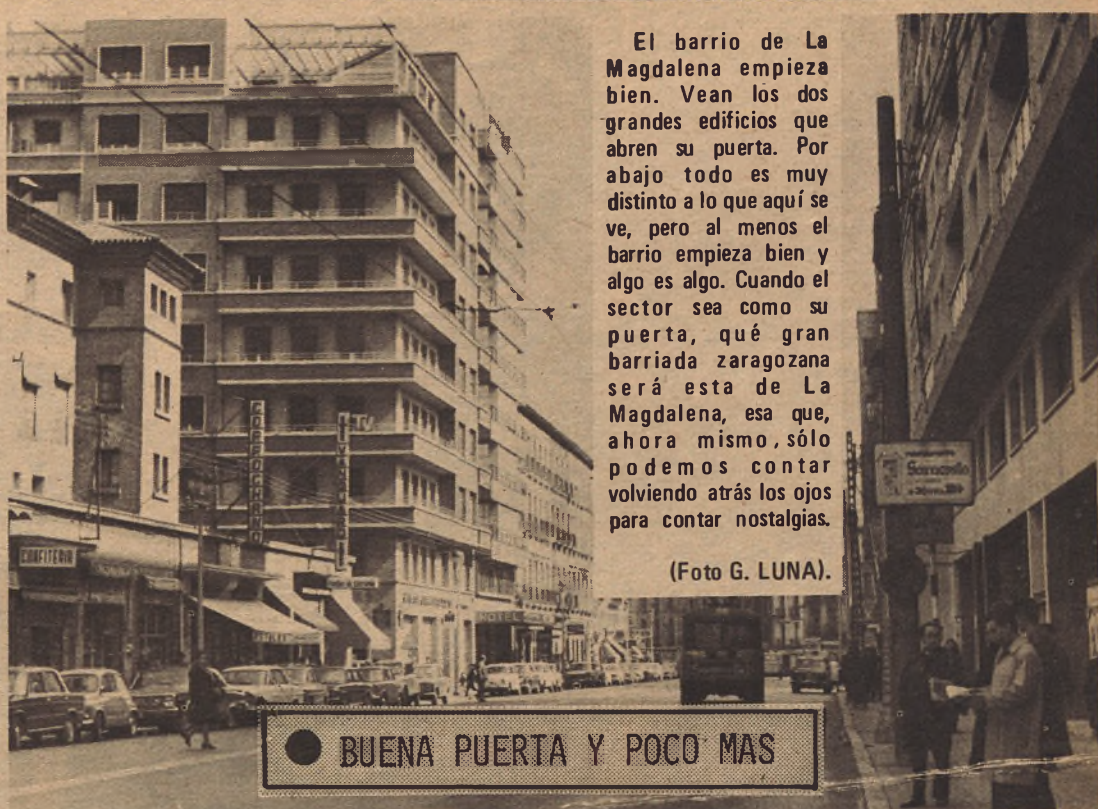 El barrio de La
Magdalena empieza
bien. Vean los dos
grandes edificios que
abren su puerta. Por
abajo todo es muy
distinto a lo que aquí se
ve, pero al menos el
barrio empieza bien y
algo es algo. Cuando el
sector sea como su
puerta, qué gran
barriada zaragozana
será esta de La
Magdalena, esa que,
ahora mismo, sólo
podemos contar
volviendo atrás los ojos
para contar nostalgias.
(Foto G. LUNA).
CONFITERIA
TV
HOTEL
● BUENA PUERTA Y POCO MAS